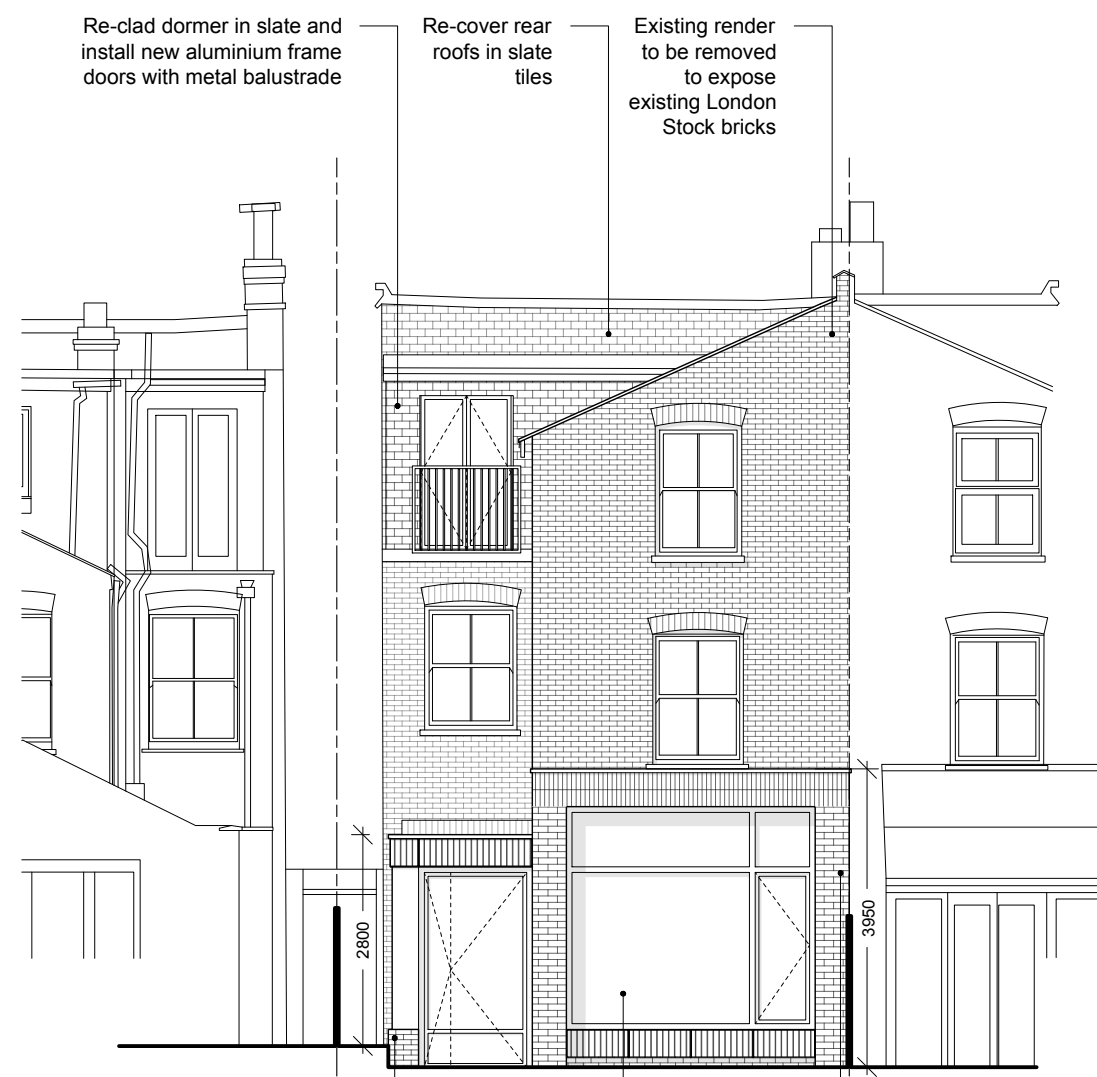 Re-clad dormer in slate and
install new aluminium frame
doors with metal balustrade
Re-cover rear
roofs in slate
tiles
Existing render
to be removed
to expose
existing London
Stock bricks
2800
3950